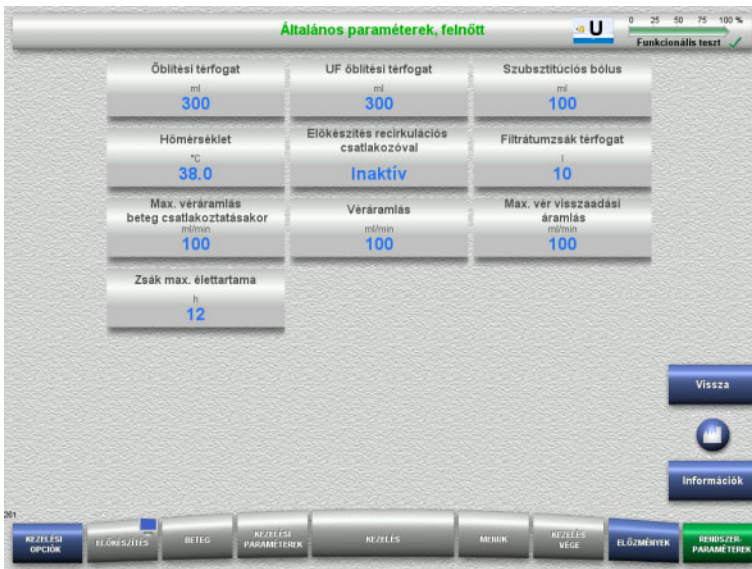 Általános paraméterek, felnőtt
U
0 25 50 75 100 %
Funkcionális teszt
Öblítési térfogat
ml
300
UF öblítési térfogat
ml
300
Szubsztitúciós bólus
ml
100
Hőmérséklet
°C
38.0
Előkészítés recirkulációs
csatlakozóval
Inaktív
Filtrátumzsák térfogat
l
10
Max. véráramlás
beteg csatlakoztatásakor
ml/min
100
Véráramlás
ml/min
100
Max. vér visszaadási
áramlás
ml/min
100
Zsák max. élettartama
h
12
Vissza
Információk
261
KEZELÉSI
OPCIÓK
ELŐKÉSZÍTÉS
BETEG
KEZELÉSI
PARAMÉTEREK
KEZELÉS
MENÜK
KEZELÉS
VÉGE
ELŐZMÉNYEK
RENDSZER-
PARAMÉTEREK